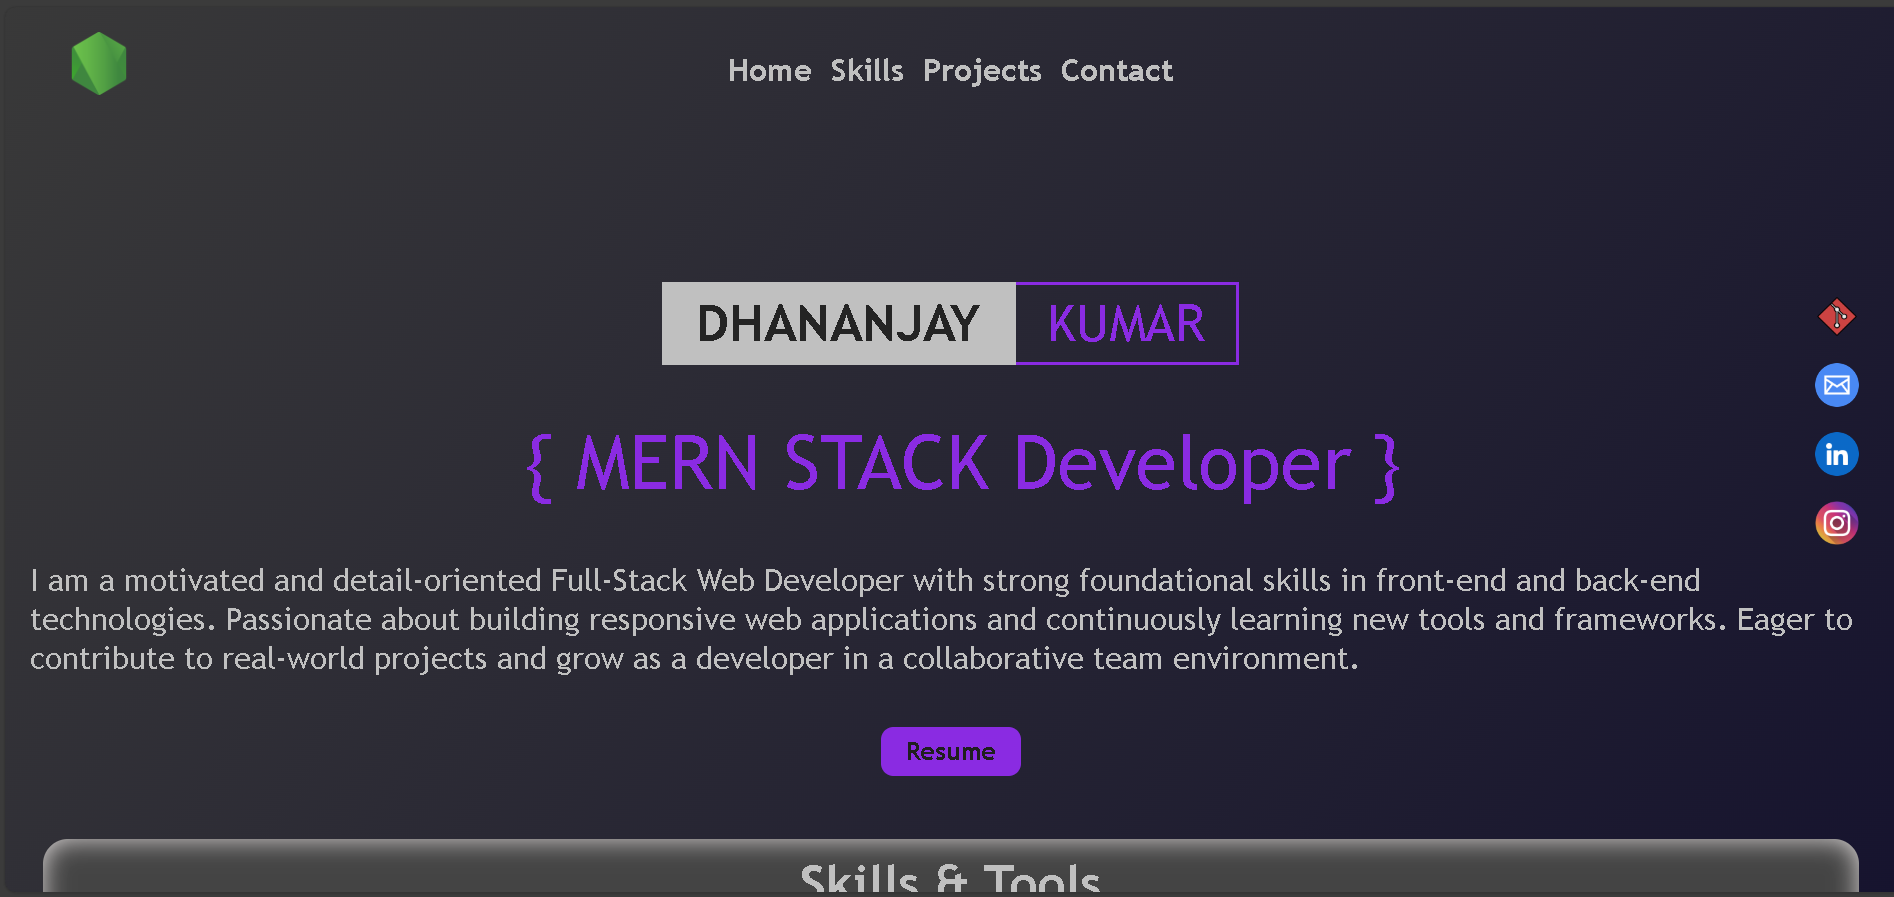 Home Skills Projects Contact
DHANANJAY KUMAR
{ MERN STACK Developer }
I am a motivated and detail-oriented Full-Stack Web Developer with strong foundational skills in front-end and back-end
technologies. Passionate about building responsive web applications and continuously learning new tools and frameworks. Eager to
contribute to real-world projects and grow as a developer in a collaborative team environment.
Resume
Skills & Tools